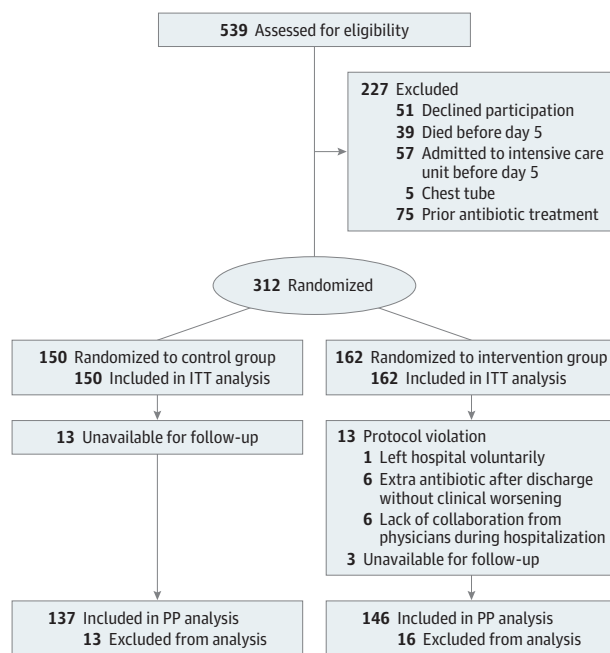 539 Assessed for eligibility
227 Excluded
51 Declined participation
39 Died before day 5
57 Admitted to intensive care
unit before day 5
5 Chest tube
75 Prior antibiotic treatment
312 Randomized
150 Randomized to control group
150 Included in ITT analysis
162 Randomized to intervention group
162 Included in ITT analysis
13 Unavailable for follow-up
13 Protocol violation
1 Left hospital voluntarily
6 Extra antibiotic after discharge
without clinical worsening
6 Lack of collaboration from
physicians during hospitalization
3 Unavailable for follow-up
137 Included in PP analysis
13 Excluded from analysis
146 Included in PP analysis
16 Excluded from analysis